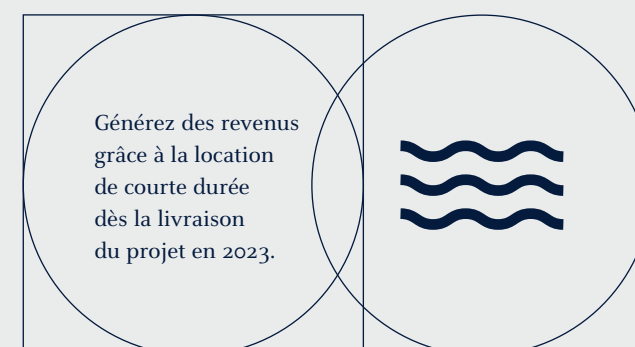 Générez des revenus
grâce à la location
de courte durée
dès la livraison
du projet en 2023.